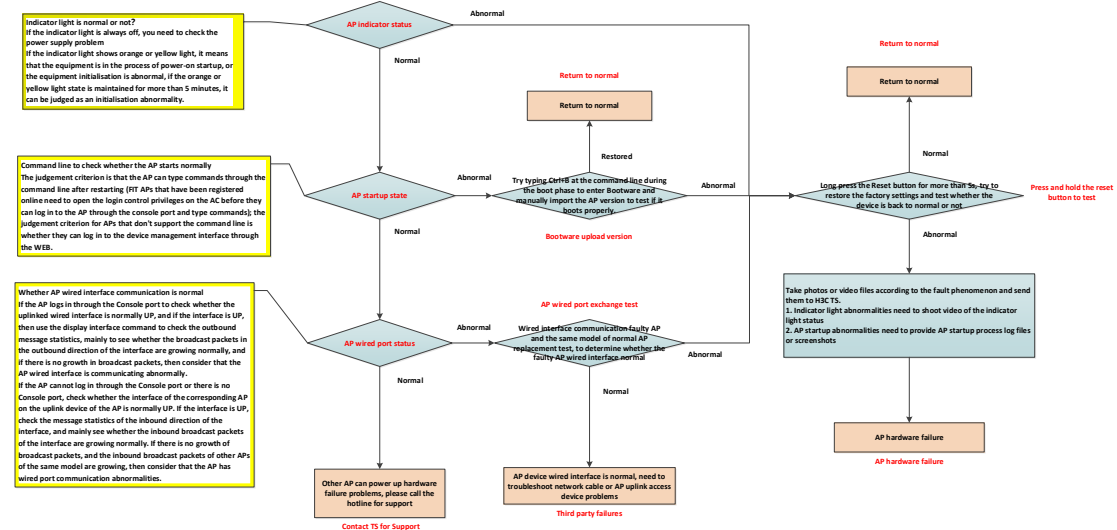 Indicator light is normal or not?
If the indicator light is always off, you need to check the
power supply problem
If the indicator light shows orange or yellow light, it means
that the equipment is in the process of power-on startup, or
the equipment initialisation is abnormal, if the orange or
yellow light state is maintained for more than 5 minutes, it
can be judged as an initialisation abnormality.
AP indicator status
Abnormal
Normal
Return to normal
Return to normal
Return to normal
Return to normal
Restored
Normal
Command line to check whether the AP starts normally
The judgement criterion is that the AP can type commands through the
command line after restarting (FIT APs that have been registered
online need to open the login control privileges on the AC before they
can log in to the AP through the console port and type commands); the
judgement criterion for APs that don't support the command line is
whether they can log in to the device management interface through
the WEB.
AP startup state
Abnormal
Try typing Ctrl+B at the command line during
the boot phase to enter Bootware and
manually import the AP version to test if it
boots properly.
Abnormal
Long press the Reset button for more than 5s, try to
restore the factory settings and test whether the
device is back to normal or not
Press and hold the reset
button to test
Bootware upload version
Normal
Abnormal
Whether AP wired interface communication is normal
If the AP logs in through the Console port to check whether the
uplinked wired interface is normally UP, and if the interface is UP,
then use the display interface command to check the outbound
message statistics, mainly to see whether the broadcast packets in
the outbound direction of the interface are growing normally, and
if there is no growth in broadcast packets, then consider that the
AP wired interface is communicating abnormally.
If the AP cannot log in through the Console port or there is no
Console port, check whether the interface of the corresponding AP
on the uplink device of the AP is normally UP. If the interface is UP,
check the message statistics of the inbound direction of the
interface, and mainly see whether the inbound broadcast packets
of the interface are growing normally. If there is no growth of
broadcast packets, and the inbound broadcast packets of other APs
of the same model are growing, then consider that the AP has
wired port communication abnormalities.
AP wired port status
Abnormal
AP wired port exchange test
Wired interface communication faulty AP
and the same model of normal AP
replacement test, to determine whether the
faulty AP wired interface normal
Abnormal
Take photos or video files according to the fault phenomenon and send
them to H3C TS.
1. Indicator light abnormalities need to shoot video of the indicator
light status
2. AP startup abnormalities need to provide AP startup process log files
or screenshots
Normal
Normal
AP hardware failure
AP hardware failure
Other AP can power up hardware
failure problems, please call the
hotline for support
Contact TS for Support
AP device wired interface is normal, need to
troubleshoot network cable or AP uplink access
device problems
Third party failures